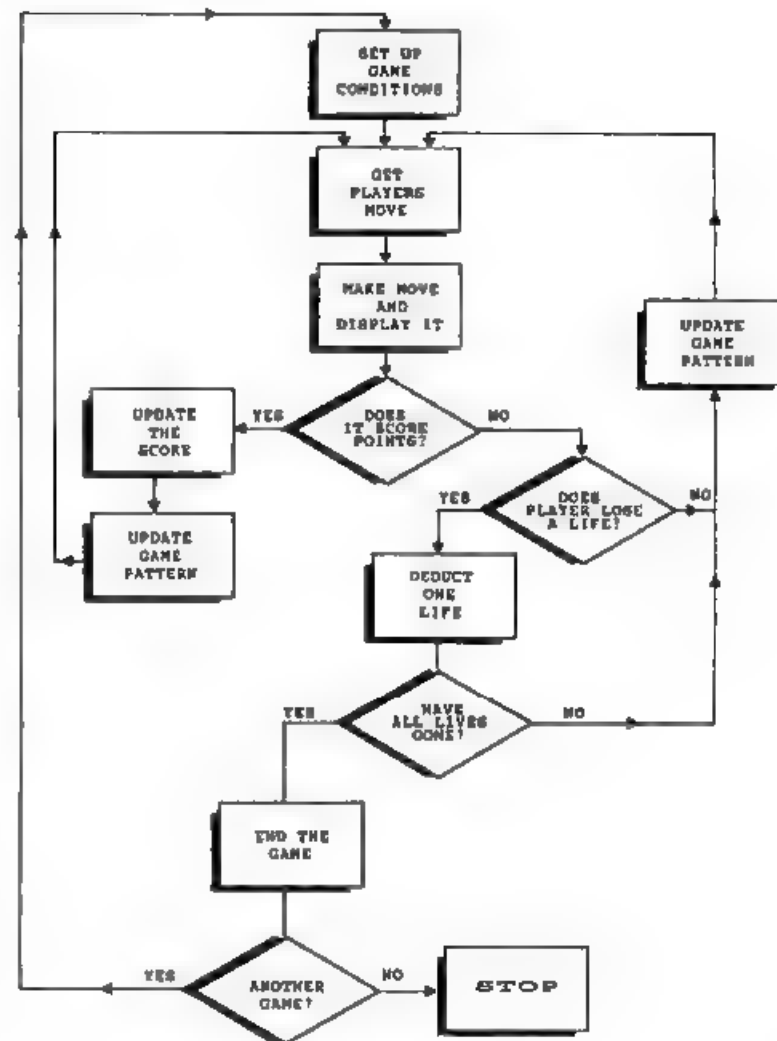 SET UP
GAME
CONDITIONS
GET
PLAYERS
MOVE
MAKE MOVE
AND
DISPLAY IT
UPDATE
GAME
PATTERN
DOES
IT SCORE
POINTS?
YES
NO
UPDATE
THE
SCORE
UPDATE
GAME
PATTERN
DOES
PLAYER LOSE
A LIFE?
YES
NO
DEDUCT
ONE
LIFE
HAVE
ALL LIVES
GONE?
YES
NO
END THE
GAME
ANOTHER
GAME?
YES
NO
STOP